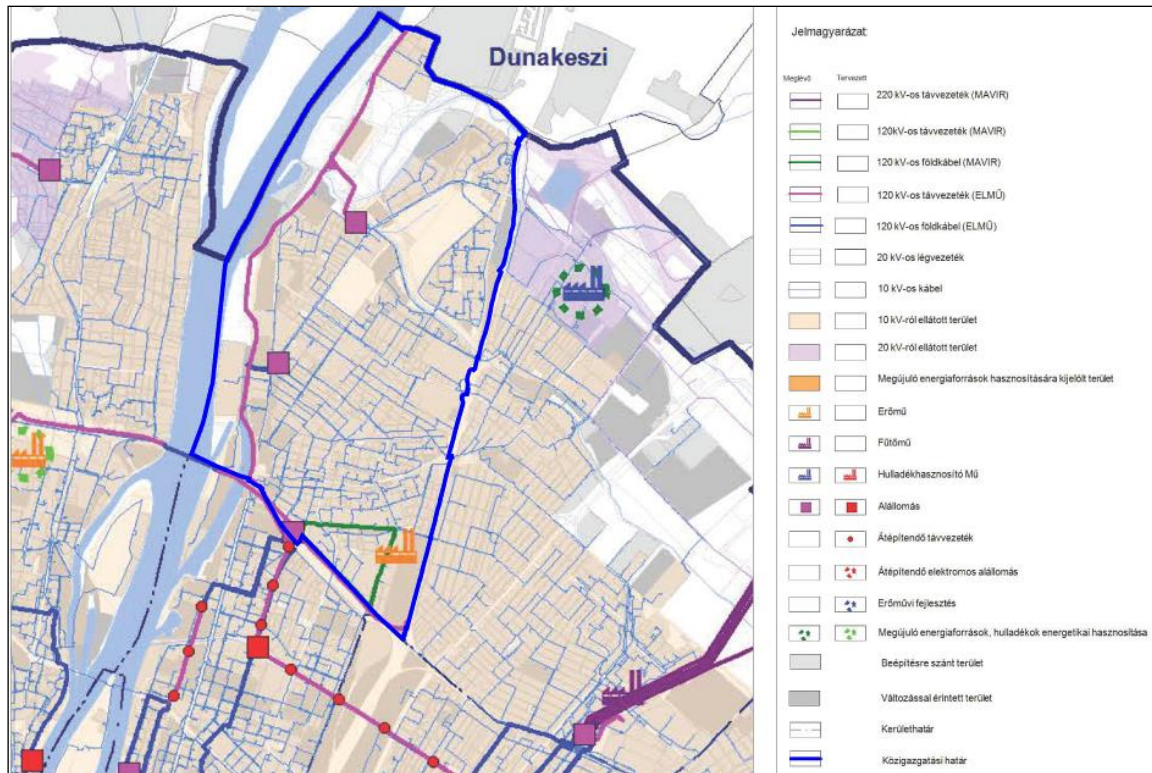 Dunakeszi
Jelmagyarázat:
Meglévő Tervezett
220 kV-os távvezeték (MAVIR)
120kV-os távvezeték (MAVIR)
120 kV-os földkábel (MAVIR)
120 kV-os távvezeték (ELMŰ)
120 kV-os földkábel (ELMŰ)
20 kV-os légvezeték
10 kV-os kábel
10 kV-ról ellátott terület
20 kV-ról ellátott terület
Megújuló energiaforrások hasznosítására kijelölt terület
Erőmű
Fűtőmű
Hulladékhasznosító Mű
Alállomás
Átépítendő távvezeték
Átépítendő elektromos alállomás
Erőművi fejlesztés
Megújuló energiaforrások, hulladékok energetikai hasznosítása
Beépítésre szánt terület
Változással érintett terület
Kerülethatár
Közigazgatási határ